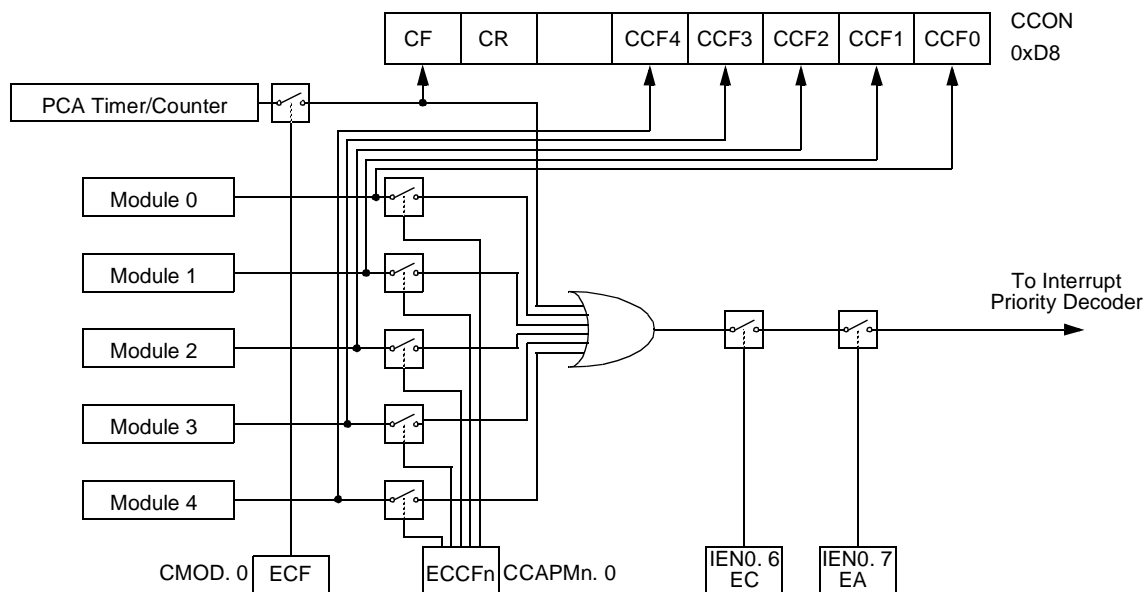 CF CR CCF4 CCF3 CCF2 CCF1 CCF0 CCON
0xD8
PCA Timer/Counter
Module 0
Module 1
To Interrupt
Priority Decoder
Module 2
Module 3
Module 4
CMOD. 0 ECF ECCFn CCAPMn. 0
IEN0. 6
EC
IEN0. 7
EA